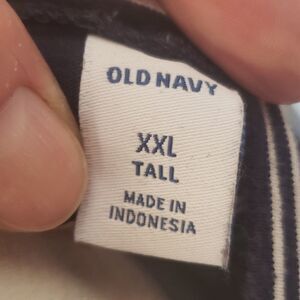 OLD NAVY
XXL
TALL
MADE IN
INDONESIA